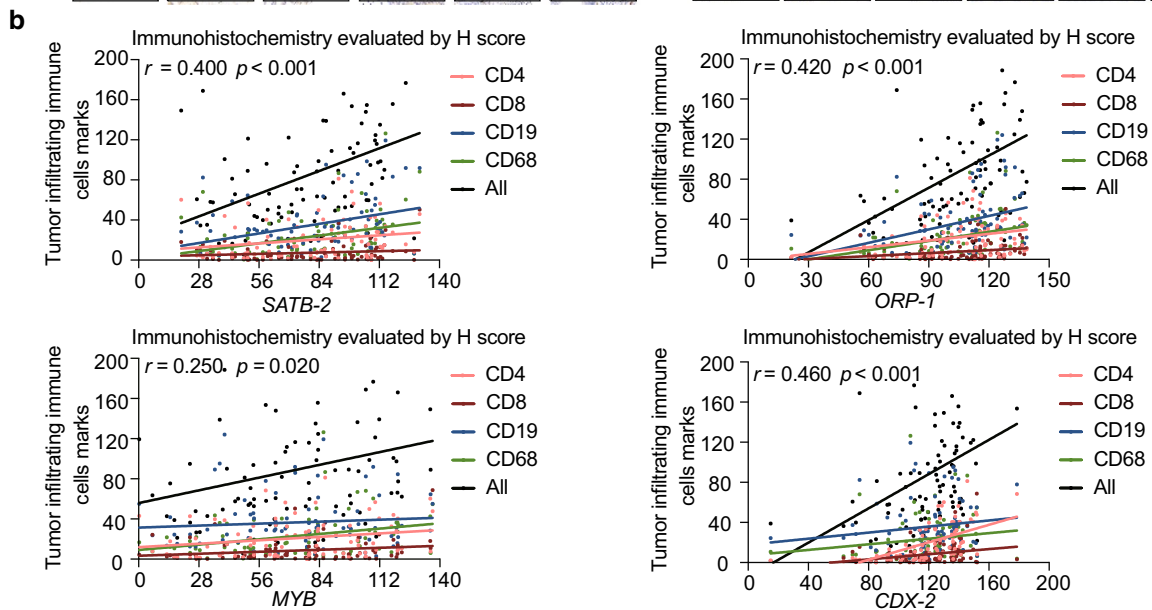 b
Immunohistochemistry evaluated by H score
r = 0.400 p < 0.001
Tumor infiltrating immune
cells marks
200
160
120
80
40
0
0 28 56 84 112 140
SATB-2
CD4
CD8
CD19
CD68
All
Immunohistochemistry evaluated by H score
r = 0.420 p < 0.001
Tumor infiltrating immune
cells marks
200
160
120
80
40
0
0 30 60 90 120 150
ORP-1
CD4
CD8
CD19
CD68
All
Immunohistochemistry evaluated by H score
r = 0.250 p = 0.020
Tumor infiltrating immune
cells marks
200
160
120
80
40
0
0 28 56 84 112 140
MYB
CD4
CD8
CD19
CD68
All
Immunohistochemistry evaluated by H score
r = 0.460 p < 0.001
Tumor infiltrating immune
cells marks
200
160
120
80
40
0
0 40 80 120 160 200
CDX-2
CD4
CD8
CD19
CD68
All